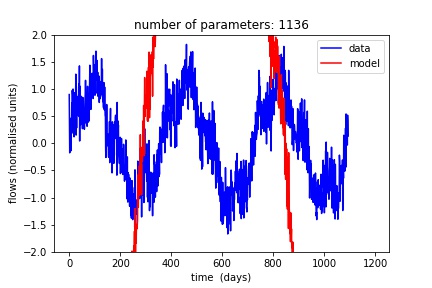 number of parameters: 1136
2.0
1.5
1.0
0.5
0.0
−0.5
−1.0
−1.5
−2.0
flows (normalised units)
data
model
0 200 400 600 800 1000 1200
time (days)